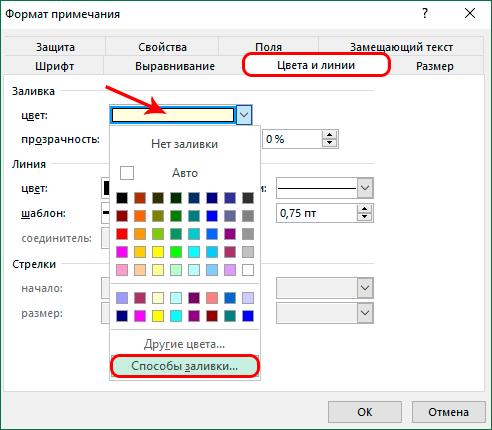 Формат примечания
Защита Свойства Поля Замещающий текст
Шрифт Выравнивание Цвета и линии Размер
Заливка
цвет:
Нет заливки
прозрачность: 0 %
Авто
Линия
цвет:
шаблон: 0,75 пт
соединитель:
Стрелки
начало:
размер:
Другие цвета...
Способы заливки...
ОК Отмена